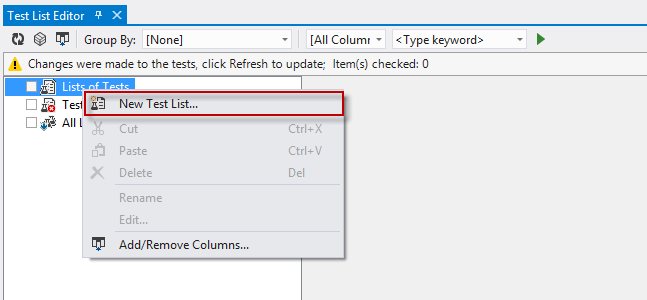 Test List Editor
Group By: [None] [All Colum <Type keyword>
Changes were made to the tests, click Refresh to update; Item(s) checked: 0
Lists of Tests
New Test List...
Test
All L
Cut Ctrl+X
Paste Ctrl+V
Delete Del
Rename
Edit...
Add/Remove Columns...